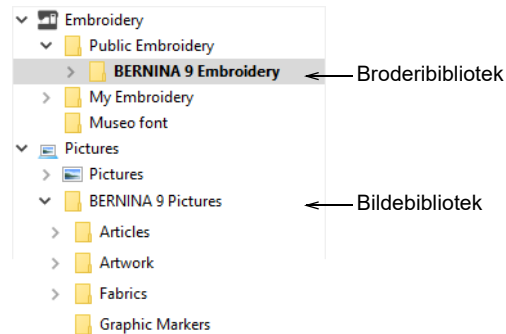 Embroidery
Public Embroidery
BERNINA 9 Embroidery Broderibibliotek
My Embroidery
Museo font
Pictures
Pictures
BERNINA 9 Pictures Bildebibliotek
Articles
Artwork
Fabrics
Graphic Markers